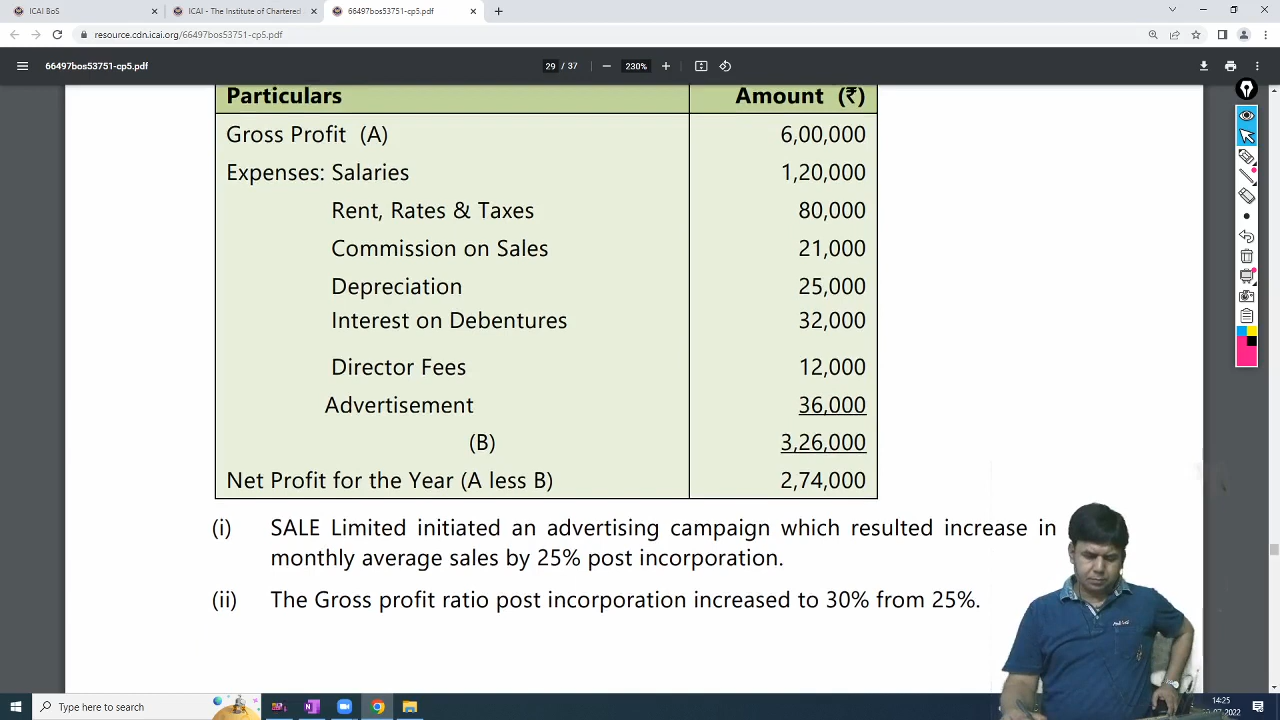 ICAI BoS
ICAI - The Institute of Chartered
66497bos53751-cp5.pdf
resource.cdn.icai.org/66497bos53751-cp5.pdf
66497bos53751-cp5.pdf
29 / 37
230%
Particulars Amount (₹)
Gross Profit (A) 6,00,000
Expenses: Salaries 1,20,000
Rent, Rates & Taxes 80,000
Commission on Sales 21,000
Depreciation 25,000
Interest on Debentures 32,000
Director Fees 12,000
Advertisement 36,000
(B) 3,26,000
Net Profit for the Year (A less B) 2,74,000
(i) SALE Limited initiated an advertising campaign which resulted increase in
monthly average sales by 25% post incorporation.
(ii) The Gross profit ratio post incorporation increased to 30% from 25%.
Type here to search
14:25